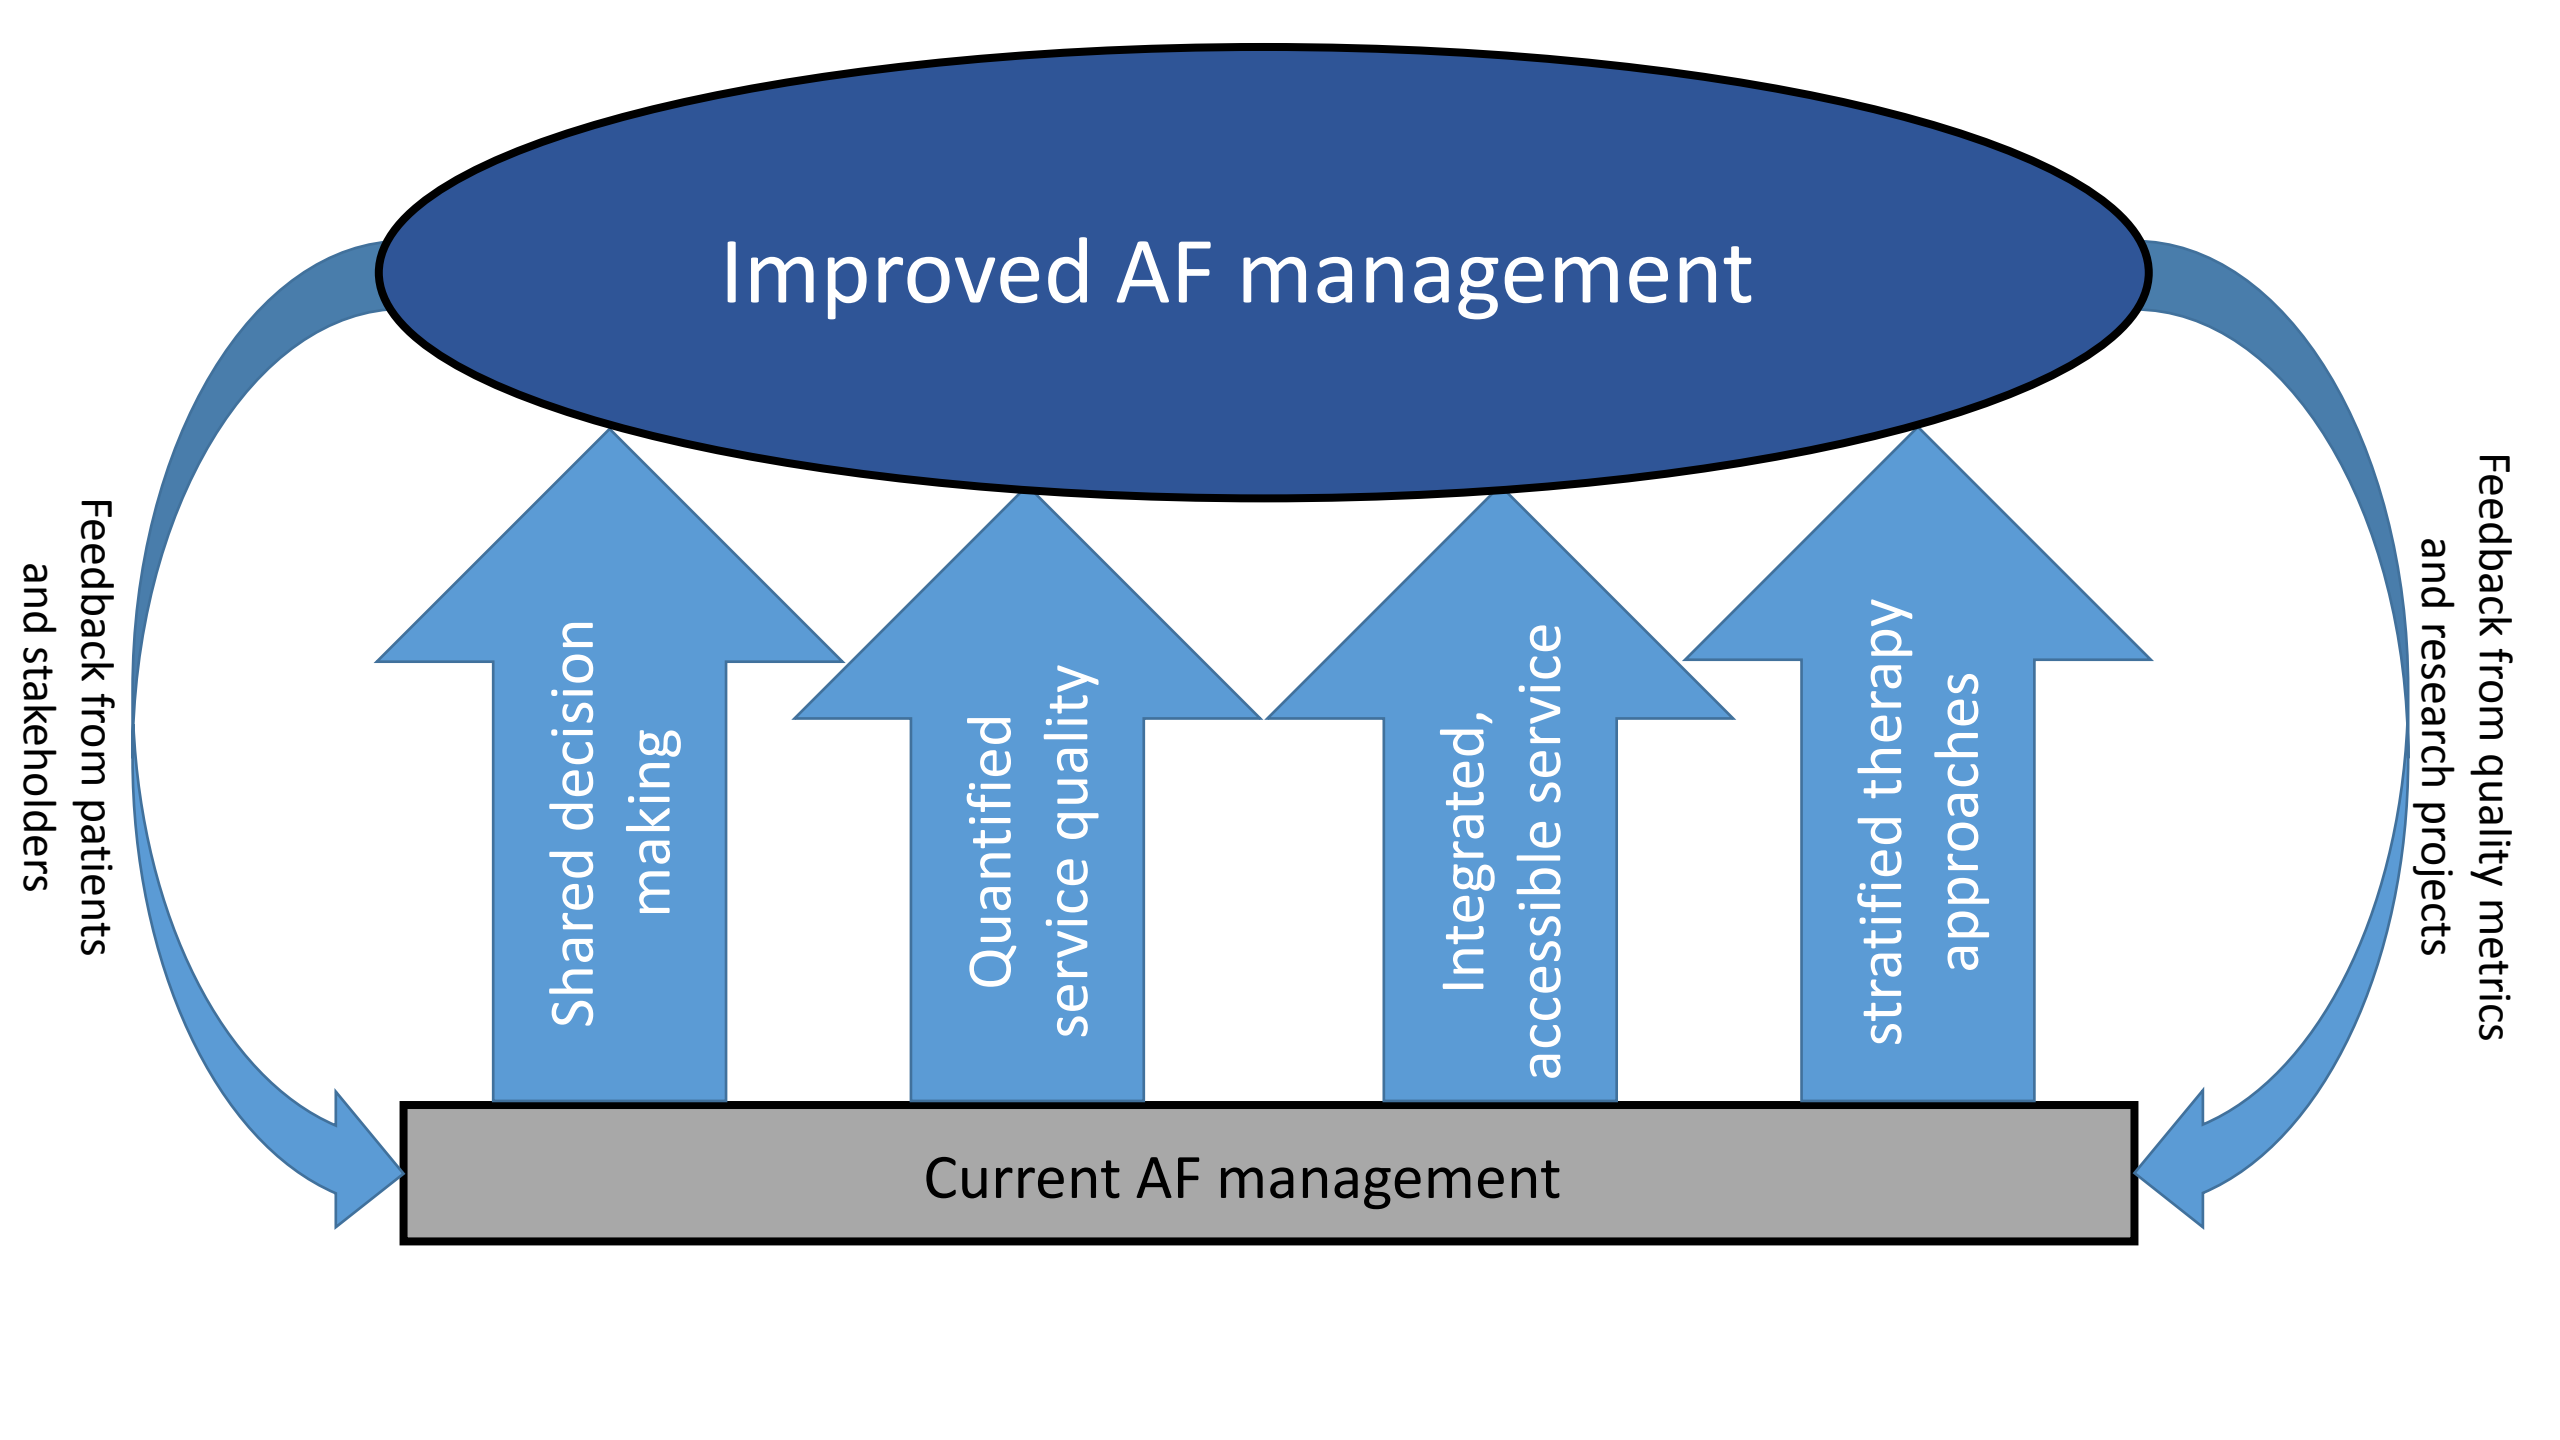 Improved AF management
Feedback from patients
and stakeholders
Shared decision
making
Quantified
service quality
Integrated,
accessible service
stratified therapy
approaches
Feedback from quality metrics
and research projects
Current AF management